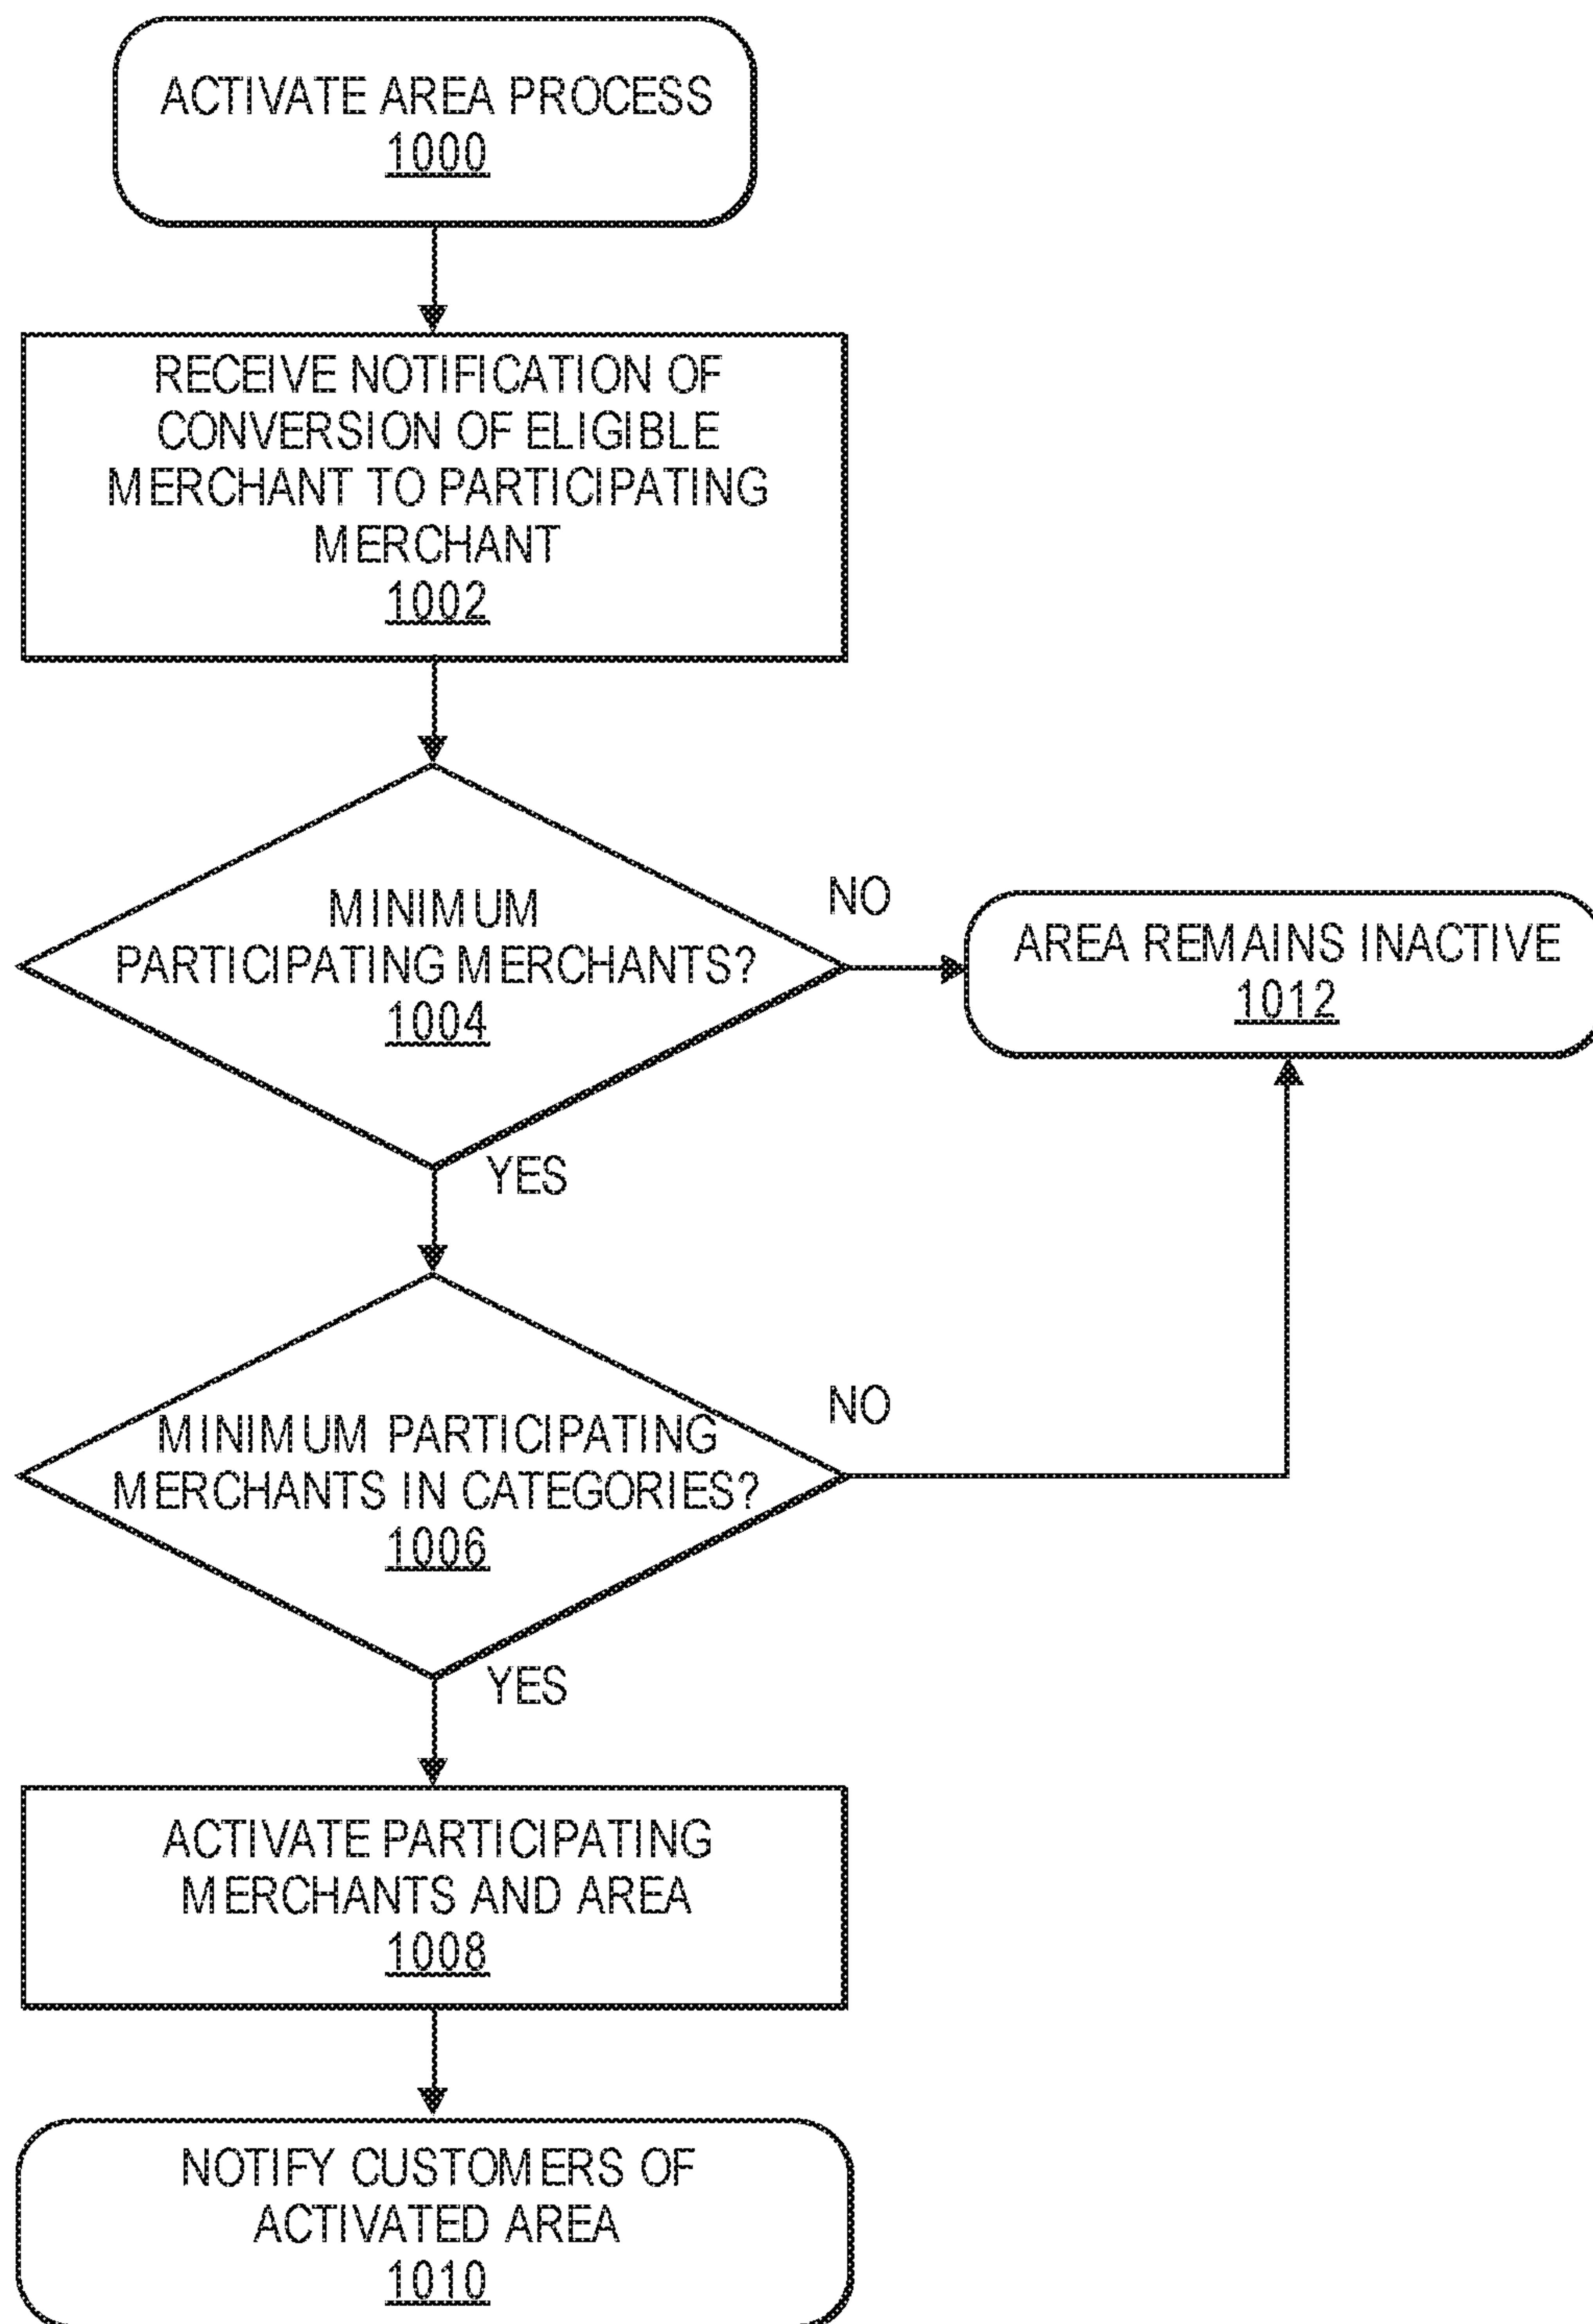 ACTIVATE AREA PROCESS
1000
RECEIVE NOTIFICATION OF
CONVERSION OF ELIGIBLE
MERCHANT TO PARTICIPATING
MERCHANT
1002
MINIMUM
PARTICIPATING MERCHANTS?
1004
NO
AREA REMAINS INACTIVE
1012
YES
MINIMUM PARTICIPATING
MERCHANTS IN CATEGORIES?
1006
NO
YES
ACTIVATE PARTICIPATING
MERCHANTS AND AREA
1008
NOTIFY CUSTOMERS OF
ACTIVATED AREA
1010